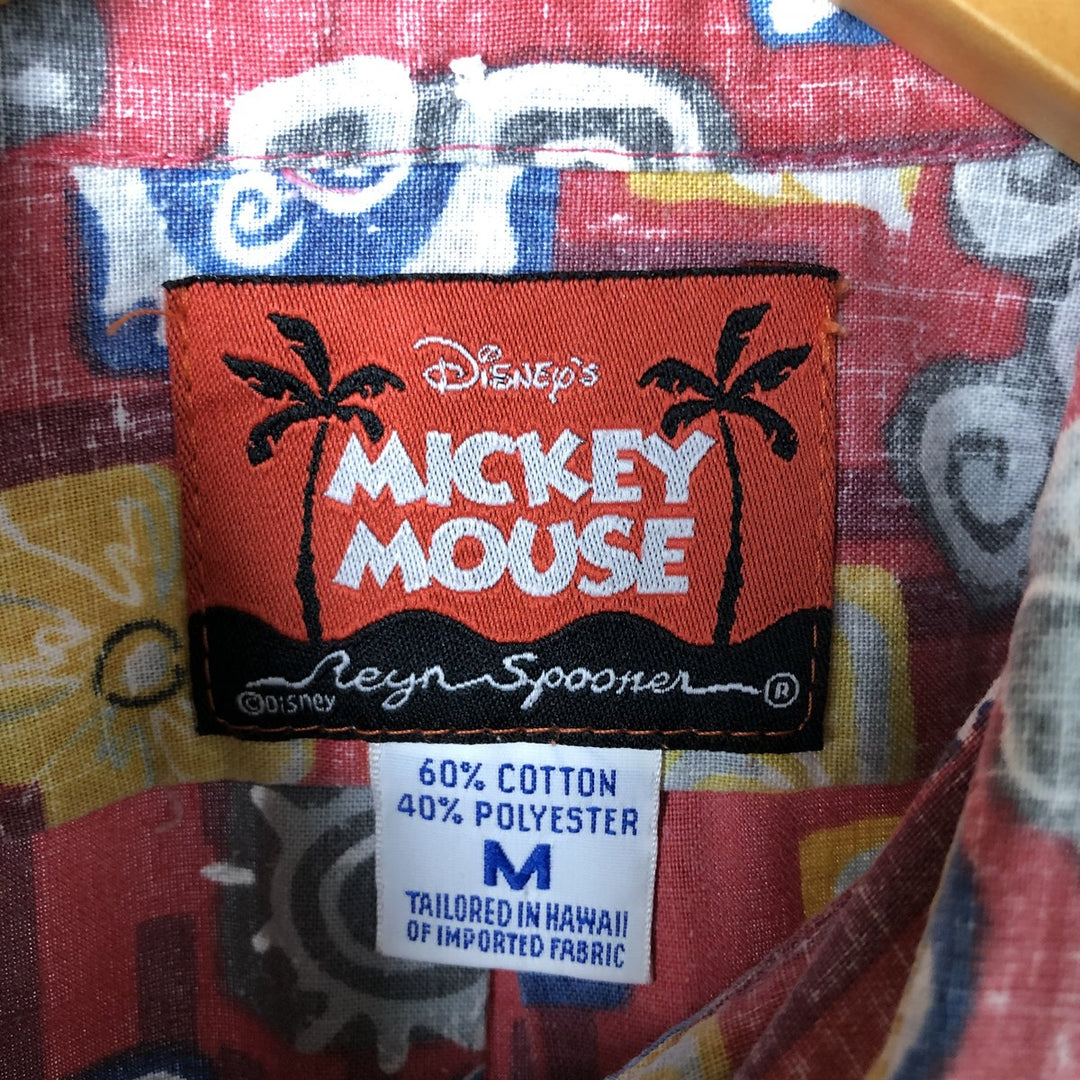 Disney's
MICKEY
MOUSE
Reyn Spooner ®
©Disney
60% COTTON
40% POLYESTER
M
TAILORED IN HAWAII
OF IMPORTED FABRIC